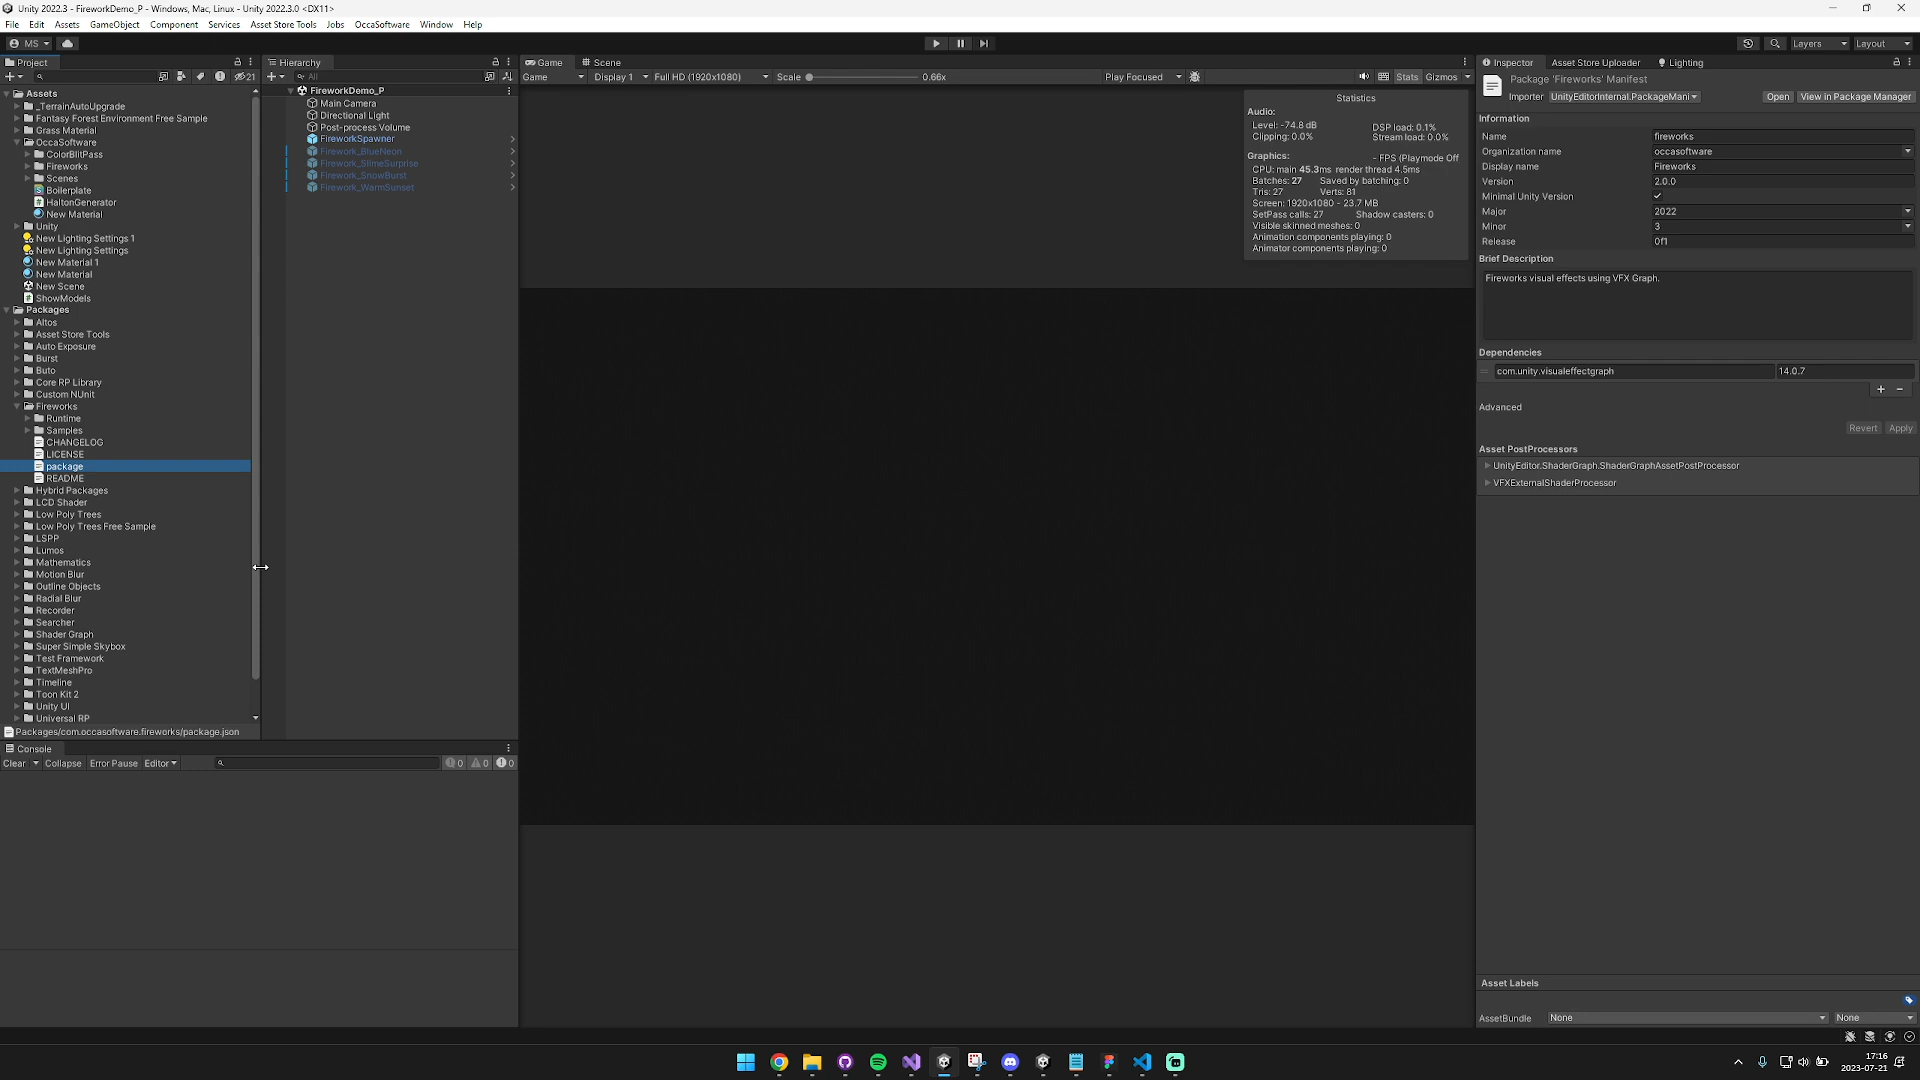 Unity 2022.3 - FireworkDemo_P - Windows, Mac, Linux - Unity 2022.3.0 <DX11>
File Edit Assets GameObject Component Services Asset Store Tools Jobs OccaSoftware Window Help
MS
Layers Layout
Project
21
Assets
_TerrainAutoUpgrade
Fantasy Forest Environment Free Sample
Grass Material
OccaSoftware
ColorBlitPass
Fireworks
Scenes
Boilerplate
HaltonGenerator
New Material
Unity
New Lighting Settings 1
New Lighting Settings
New Material 1
New Material
New Scene
ShowModels
Packages
Altos
Asset Store Tools
Auto Exposure
Burst
Buto
Core RP Library
Custom NUnit
Fireworks
Runtime
Samples
CHANGELOG
LICENSE
package
README
Hybrid Packages
LCD Shader
Low Poly Trees
Low Poly Trees Free Sample
LSPP
Lumos
Mathematics
Motion Blur
Outline Objects
Radial Blur
Recorder
Searcher
Shader Graph
Super Simple Skybox
Test Framework
TextMeshPro
Timeline
Toon Kit 2
Unity UI
Universal RP
Packages/com.occasoftware.fireworks/package.json
Console
Clear Collapse Error Pause Editor
0 0 0
Hierarchy
All
FireworkDemo_P
Main Camera
Directional Light
Post-process Volume
FireworkSpawner
Firework_BlueNeon
Firework_SlimeSurprise
Firework_SnowBurst
Firework_WarmSunset
Game Scene
Game Display 1 Full HD (1920x1080) Scale 0.66x Play Focused Stats Gizmos
Statistics
Audio:
Level: -74.8 dB DSP load: 0.1%
Clipping: 0.0% Stream load: 0.0%
Graphics: - FPS (Playmode Off
CPU: main 45.3ms render thread 4.5ms
Batches: 27 Saved by batching: 0
Tris: 27 Verts: 81
Screen: 1920x1080 - 23.7 MB
SetPass calls: 27 Shadow casters: 0
Visible skinned meshes: 0
Animation components playing: 0
Animator components playing: 0
Inspector Asset Store Uploader Lighting
Package 'Fireworks' Manifest
Importer UnityEditorInternal.PackageMani Open View in Package Manager
Information
Name fireworks
Organization name occasoftware
Display name Fireworks
Version 2.0.0
Minimal Unity Version
Major 2022
Minor 3
Release 0f1
Brief Description
Fireworks visual effects using VFX Graph.
Dependencies
com.unity.visualeffectgraph 14.0.7
Advanced
Revert Apply
Asset PostProcessors
UnityEditor.ShaderGraph.ShaderGraphAssetPostProcessor
VFXExternalShaderProcessor
Asset Labels
AssetBundle None None
17:16
2023-07-21